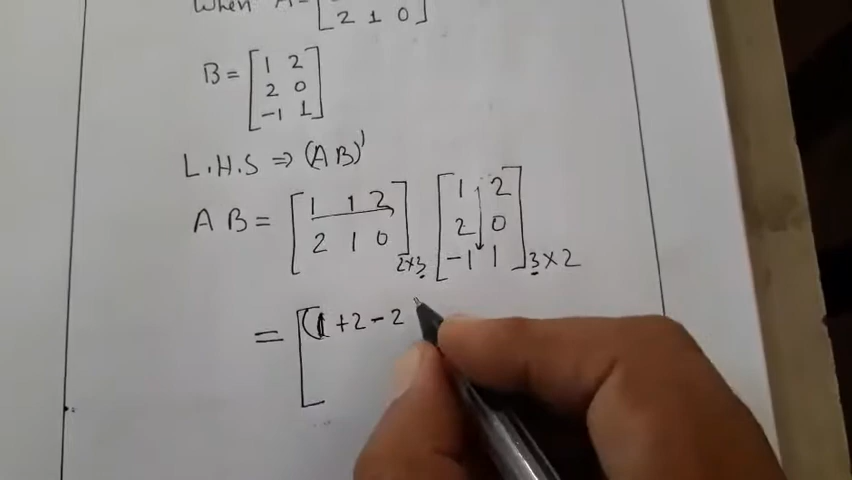 When A = [
2 1 0 ]
B = [ 1 2
2 0
-1 1 ]
L.H.S ⇒ (AB)'
AB = [ 1 1 2
2 1 0 ] 2×3 [ 1 2
2 0
-1 1 ] 3×2
= [ (1 +2 -2